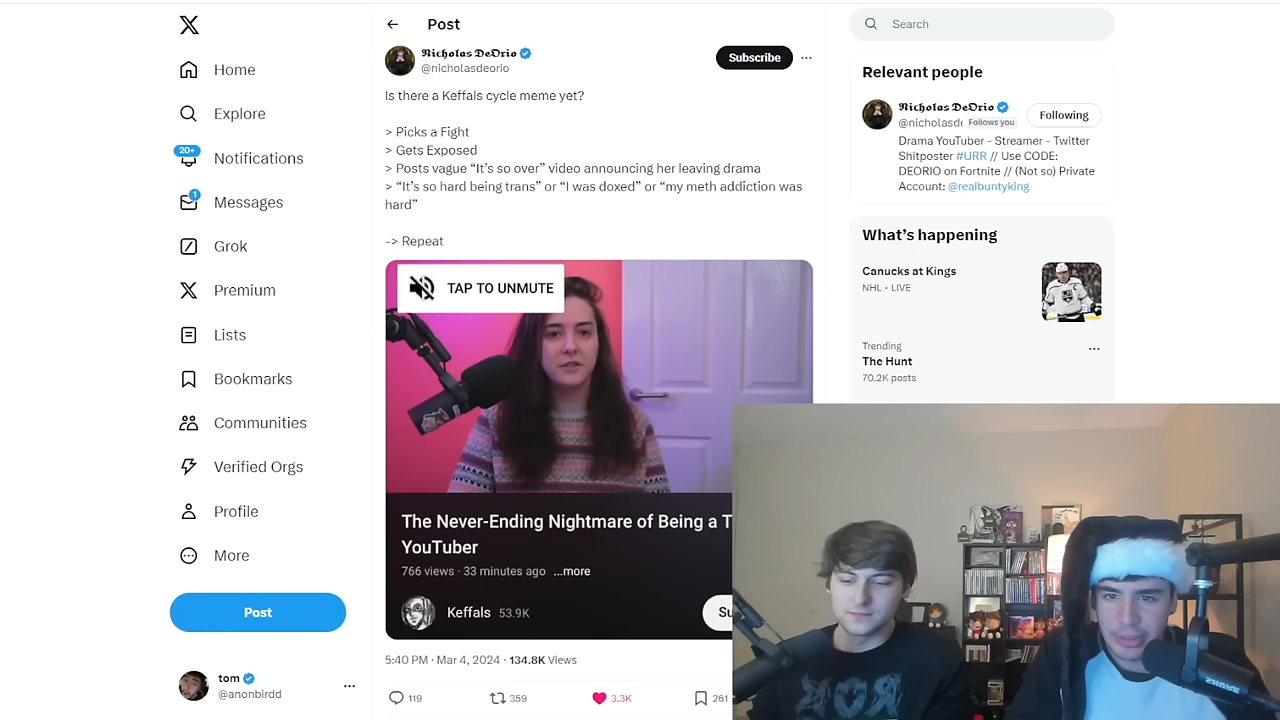 Post
Search
𝕹icholas DeOrio
@nicholasdeorio
Subscribe
Is there a Keffals cycle meme yet?
> Picks a Fight
> Gets Exposed
> Posts vague “It’s so over” video announcing her leaving drama
> “It’s so hard being trans” or “I was doxed” or “my meth addiction was
hard”
-> Repeat
TAP TO UNMUTE
The Never-Ending Nightmare of Being a T
YouTuber
766 views · 33 minutes ago ...more
Keffals 53.9K
Su
5:40 PM · Mar 4, 2024 · 134.8K Views
119
359
3.3K
261
Home
Explore
20+
Notifications
1
Messages
Grok
Premium
Lists
Bookmarks
Communities
Verified Orgs
Profile
More
Post
tom
@anonbirdd
Relevant people
𝕹icholas DeOrio
@nicholasde Follows you
Following
Drama YouTuber - Streamer - Twitter
Shitposter #URR // Use CODE:
DEORIO on Fortnite // (Not so) Private
Account: @realbuntyking
What’s happening
Canucks at Kings
NHL · LIVE
Trending
The Hunt
70.2K posts
SHURE